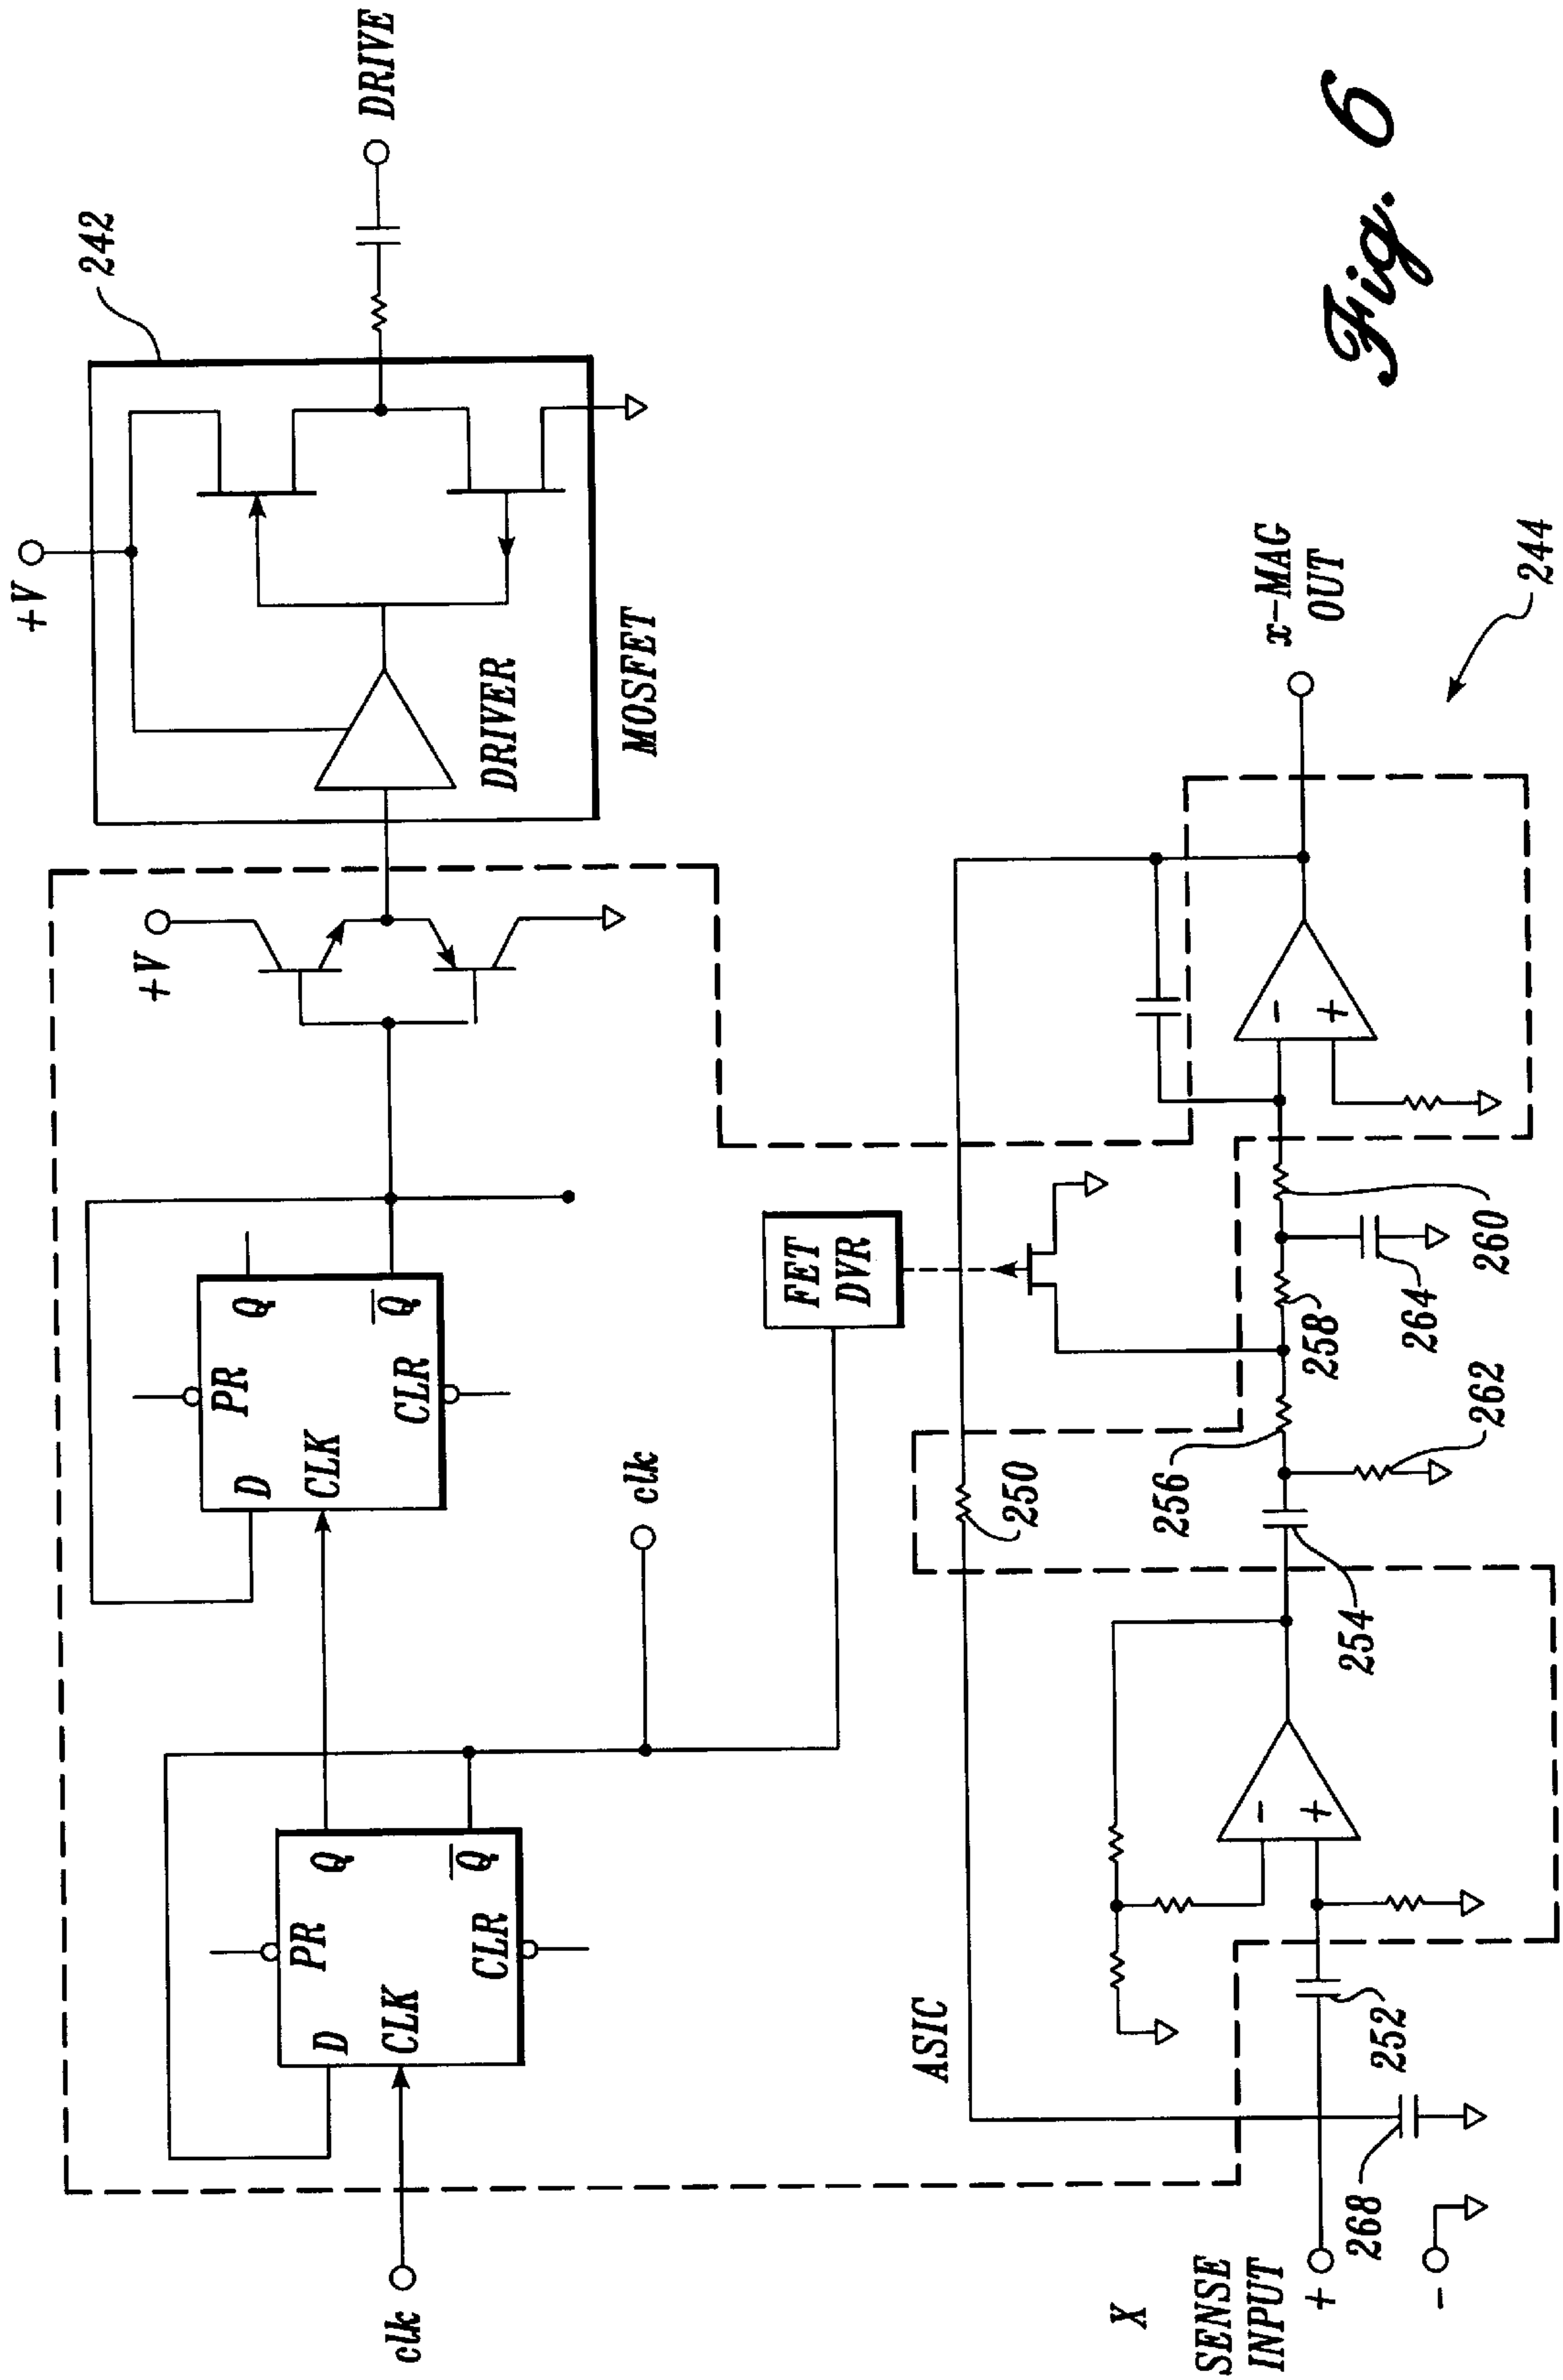 +V
242
DRIVE
+V
DRIVER
MOSFET
D
PR
Q
CLK
CLR
Q
D
PR
Q
CLK
CLR
Q
clk
clk
FET
DVR
ASIC
250
X
SENSE
INPUT
+
-
268
252
-
+
254
256
262
258
264
260
-
+
x-MAG
OUT
244
Fig. 6